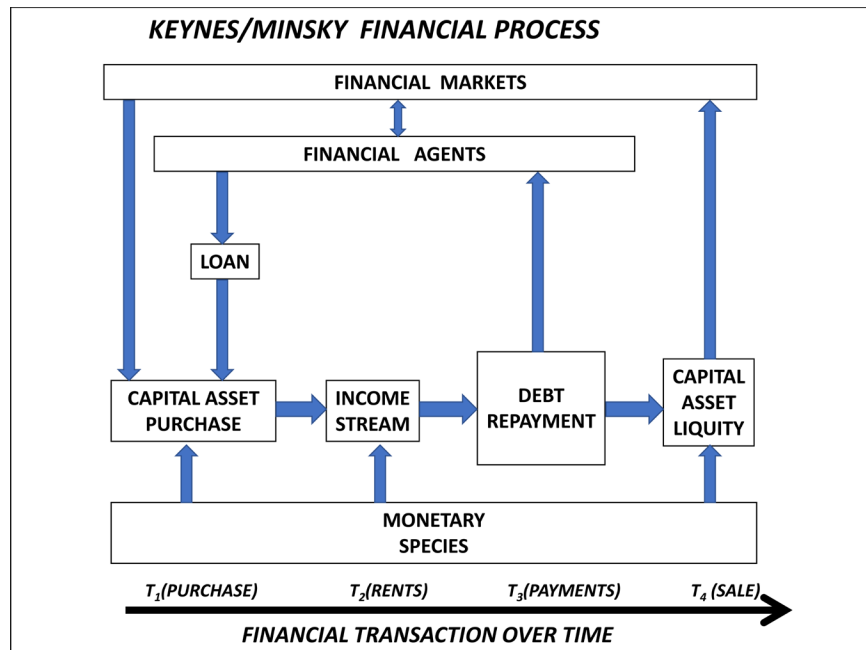 KEYNES/MINSKY FINANCIAL PROCESS
FINANCIAL MARKETS
FINANCIAL AGENTS
LOAN
CAPITAL ASSET
PURCHASE
INCOME
STREAM
DEBT
REPAYMENT
CAPITAL
ASSET
LIQUITY
MONETARY
SPECIES
T1(PURCHASE)
T2(RENTS)
T3(PAYMENTS)
T4 (SALE)
FINANCIAL TRANSACTION OVER TIME